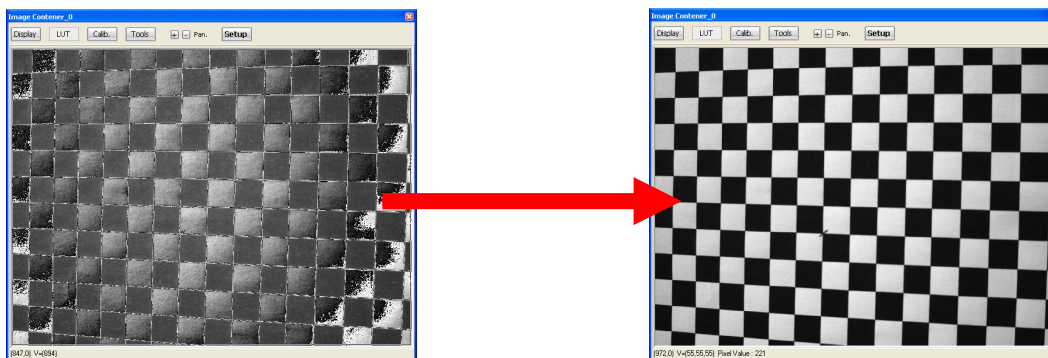 Image Contener_0
Display LUT Calib. Tools + - Pan. Setup
(847,0) V=(894)
Image Contener_0
Display LUT Calib. Tools + - Pan. Setup
(972,0) V=(55,55,55) Pixel Value : 221